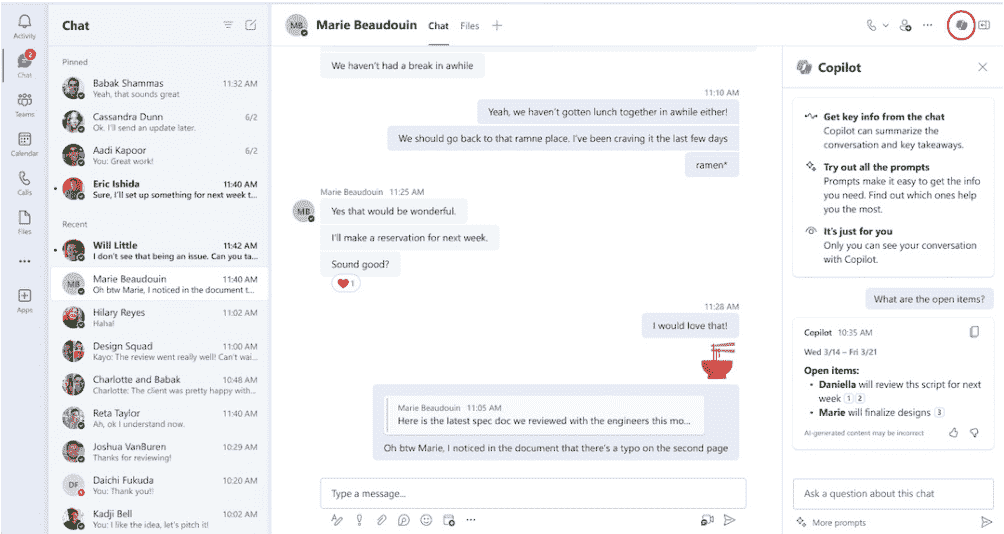 Activity
2
Chat
Teams
Calendar
Calls
Files
Apps
Chat
Pinned
Babak Shammas 11:32 AM
Yeah, that sounds great
Cassandra Dunn 6/2
Ok. I'll send an update later.
Aadi Kapoor 6/2
You: Great work!
Eric Ishida 11:40 AM
Sure, I'll set up something for next week t...
Recent
Will Little 11:42 AM
I don't see that being an issue. Can you ta...
MB
Marie Beaudouin 11:40 AM
Oh btw Marie, I noticed in the document t...
Hilary Reyes 11:02 AM
Haha!
Design Squad 11:00 AM
Kayo: The review went really well! Can't wai...
Charlotte and Babak 10:48 AM
Charlotte: The client was pretty happy with...
Reta Taylor 11:40 AM
Ah, ok I understand now.
Joshua VanBuren 10:29 AM
Thanks for reviewing!
DF
Daichi Fukuda 10:20 AM
You: Thank you!!
Kadji Bell 10:02 AM
You: I like the idea, let's pitch it!
MB
Marie Beaudouin Chat Files
We haven't had a break in awhile
11:10 AM
Yeah, we haven't gotten lunch together in awhile either!
We should go back to that ramne place. I've been craving it the last few days
ramen*
Marie Beaudouin 11:25 AM
MB
Yes that would be wonderful.
I'll make a reservation for next week.
Sound good?
1
11:28 AM
I would love that!
Marie Beaudouin 11:05 AM
Here is the latest spec doc we reviewed with the engineers this mo...
Oh btw Marie, I noticed in the document that there's a typo on the second page
Type a message...
Copilot
Get key info from the chat
Copilot can summarize the
conversation and key takeaways.
Try out all the prompts
Prompts make it easy to get the info
you need. Find out which ones help
you the most.
It's just for you
Only you can see your conversation
with Copilot.
What are the open items?
Copilot 10:35 AM
Wed 3/14 – Fri 3/21
Open items:
• Daniella will review ths script for next
week 1 2
• Marie will finalize designs 3
AI-generated content may be incorrect
Ask a question about this chat
More prompts